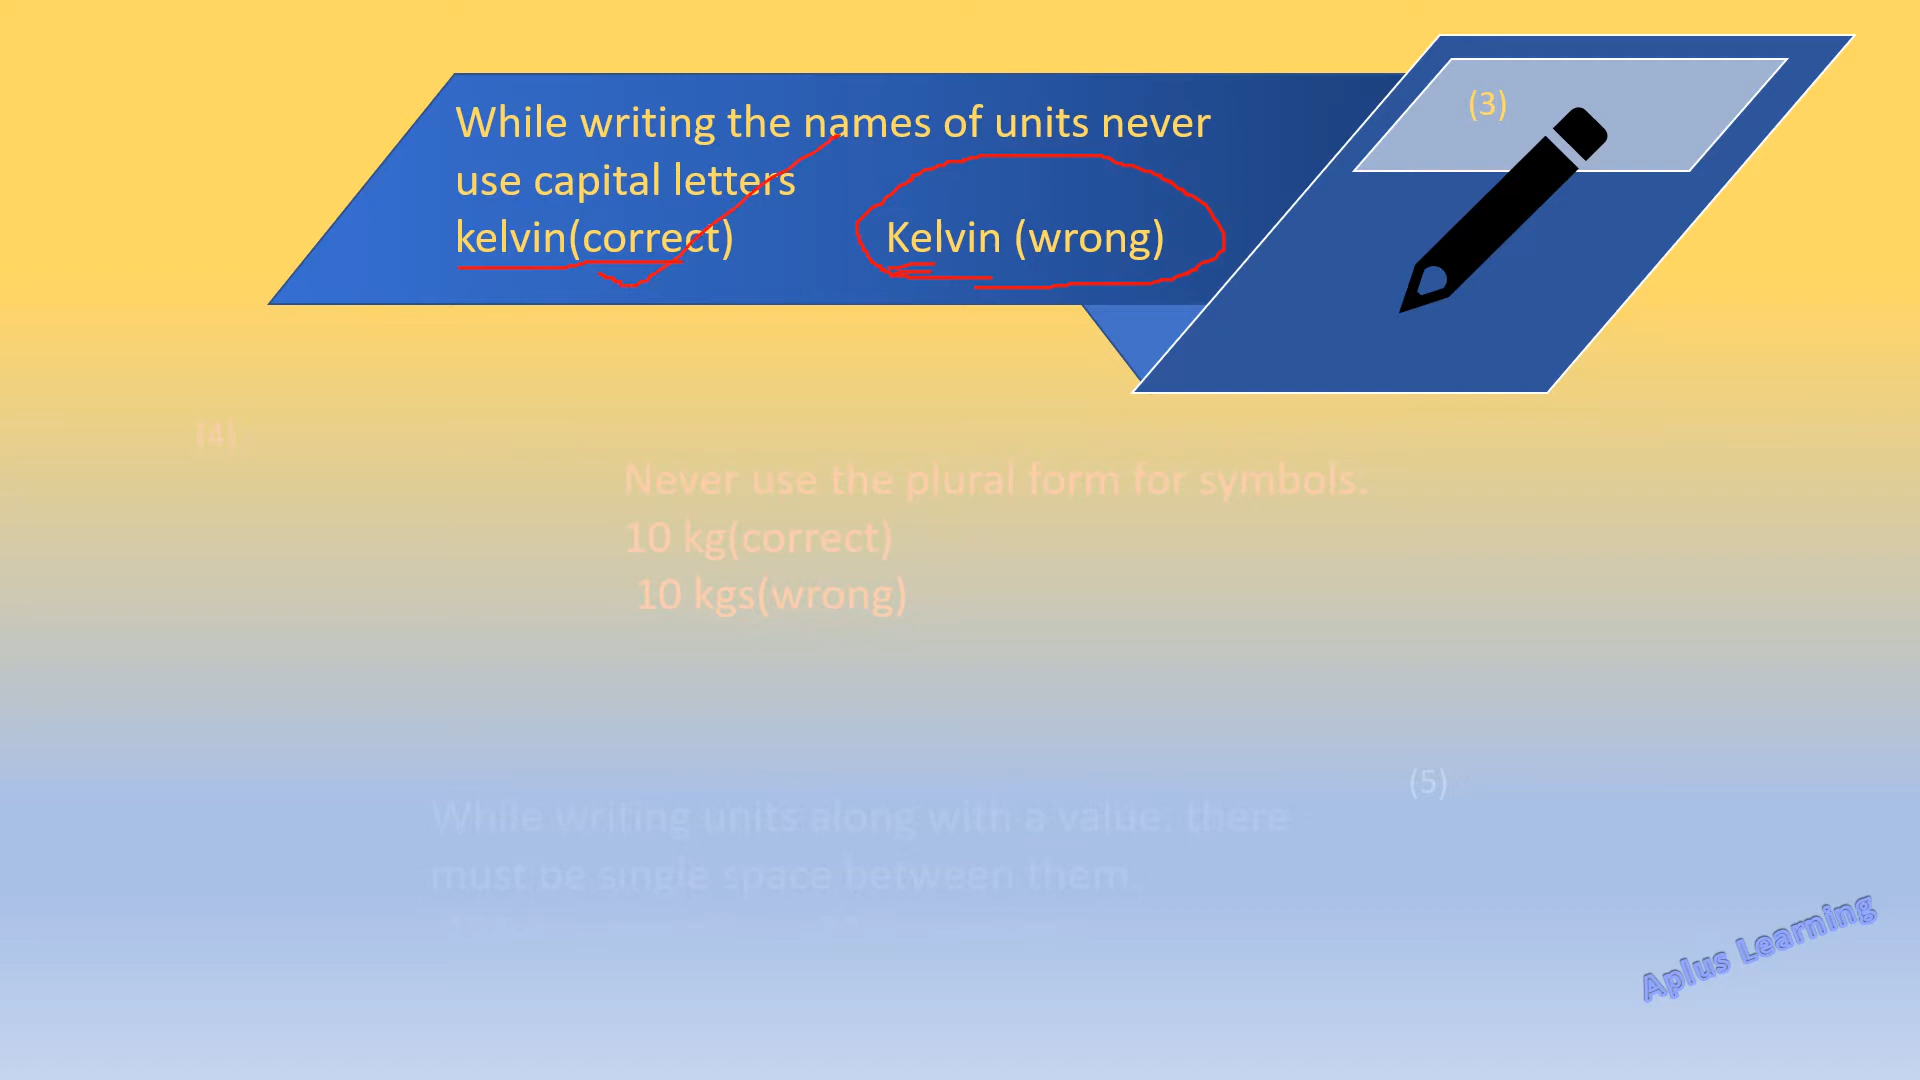 (3)
While writing the names of units never
use capital letters
kelvin(correct) Kelvin (wrong)
(4)
Never use the plural form for symbols.
10 kg(correct)
10 kgs(wrong)
(5)
While writing units along with a value, there
must be single space between them.
Aplus Learning